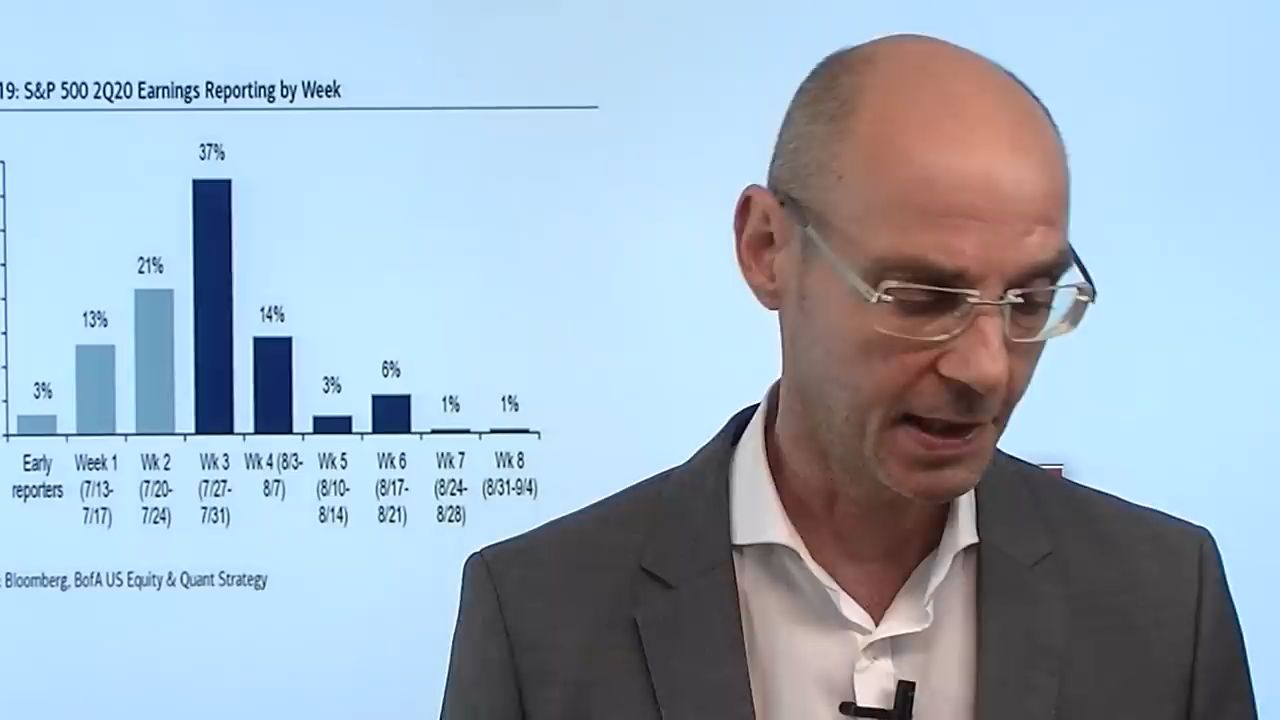 19: S&P 500 2Q20 Earnings Reporting by Week
37%
21%
13%
14%
3%
3%
6%
1%
1%
Early reporters
Week 1 (7/13-7/17)
Wk 2 (7/20-7/24)
Wk 3 (7/27-7/31)
Wk 4 (8/3-8/7)
Wk 5 (8/10-8/14)
Wk 6 (8/17-8/21)
Wk 7 (8/24-8/28)
Wk 8 (8/31-9/4)
: Bloomberg, BofA US Equity & Quant Strategy